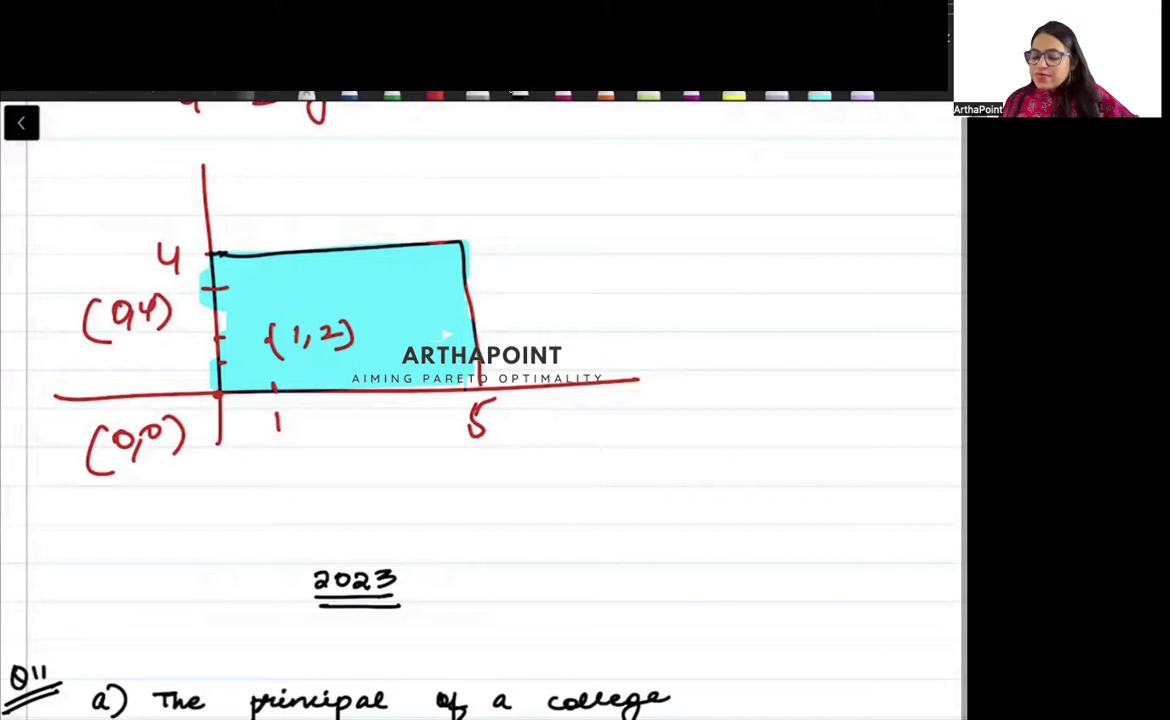 ArthaPoint
4
(0,4)
(1,2)
ARTHAPOINT
AIMING PARETO OPTIMALITY
1
5
(0,0)
2023
Q11
a) The principal of a college